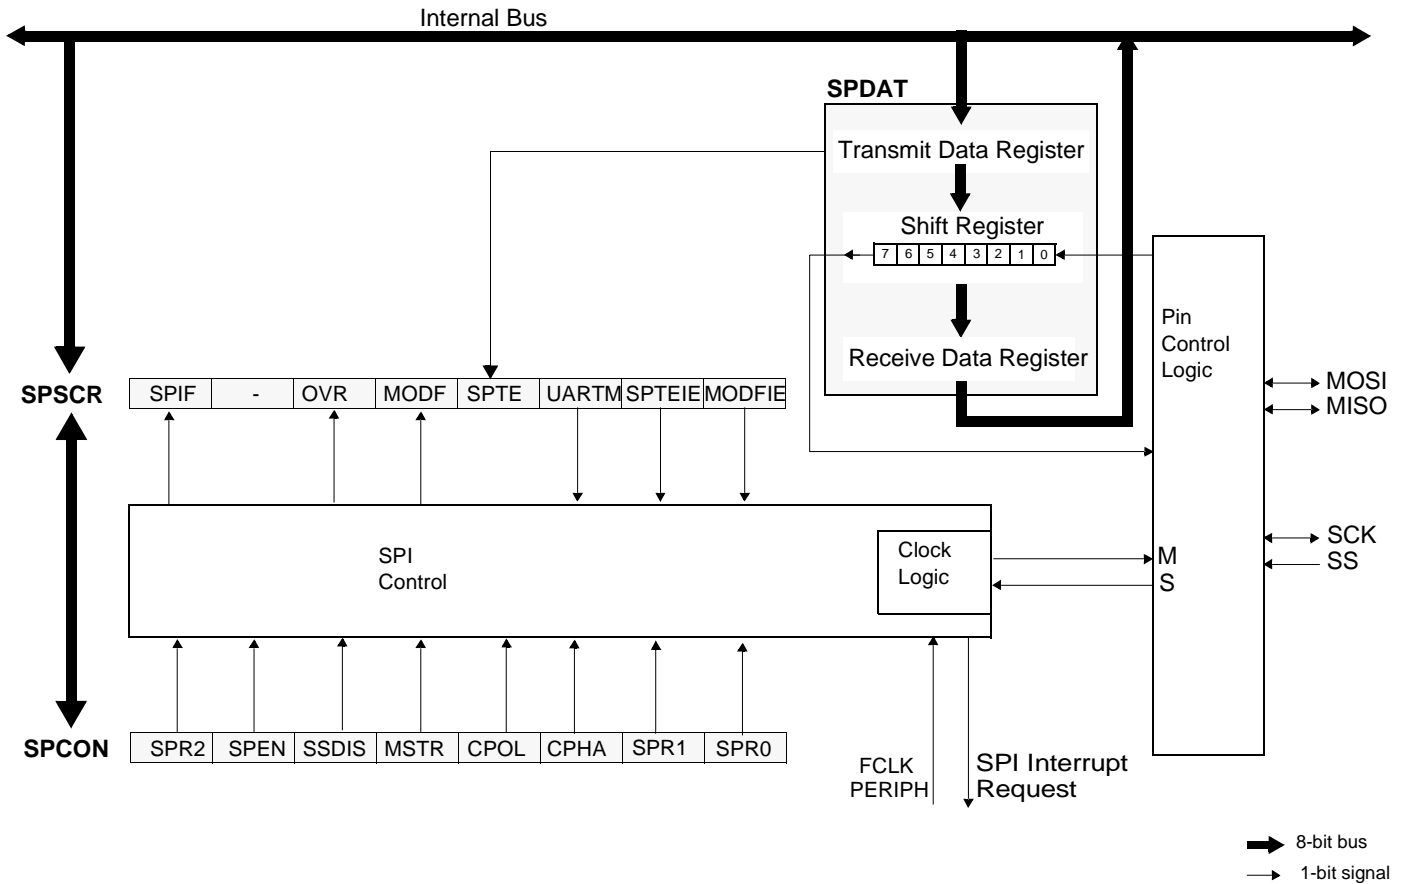 Internal Bus
SPDAT
Transmit Data Register
Shift Register
7 6 5 4 3 2 1 0
Receive Data Register
Pin
Control
Logic
MOSI
MISO
SPSCR
SPIF - OVR MODF SPTE UARTM SPTEIE MODFIE
SPI
Control
Clock
Logic
M
S
SCK
SS
SPCON
SPR2 SPEN SSDIS MSTR CPOL CPHA SPR1 SPR0
FCLK
PERIPH
SPI Interrupt
Request
8-bit bus
1-bit signal